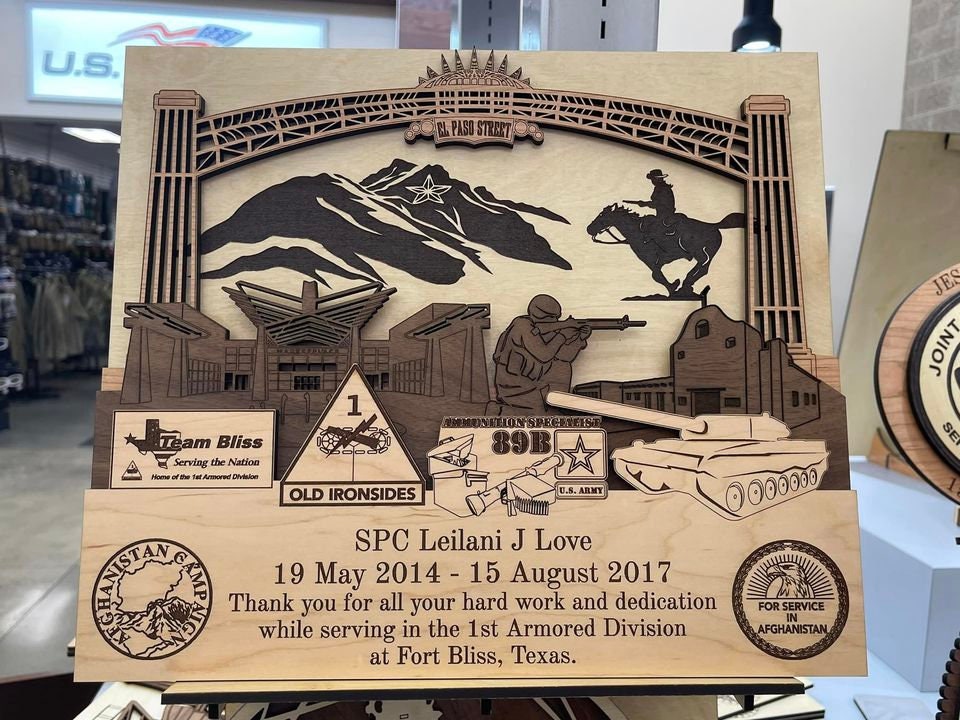 U.S.
EL PASO STREET
1
Team Bliss
Serving the Nation
Home of the 1st Armored Division
OLD IRONSIDES
AMMUNITION SPECIALIST
89B
U.S. ARMY
SPC Leilani J Love
19 May 2014 - 15 August 2017
Thank you for all your hard work and dedication
while serving in the 1st Armored Division
at Fort Bliss, Texas.
AFGHANISTAN CAMPAIGN
FOR SERVICE
IN
AFGHANISTAN
JOINT